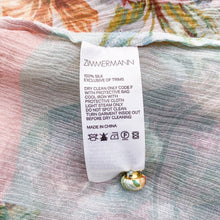 ZIMMERMANN
100% SILK
EXCLUSIVE OF TRIMS
DRY CLEAN ONLY CODE P
WITH PROTECTIVE BAG
COOL IRON WITH
PROTECTIVE CLOTH
LIGHT STEAM ONLY
DO NOT SPOT CLEAN
TURN GARMENT INSIDE OUT
WHEN DRY CLEANING
MADE IN CHINA